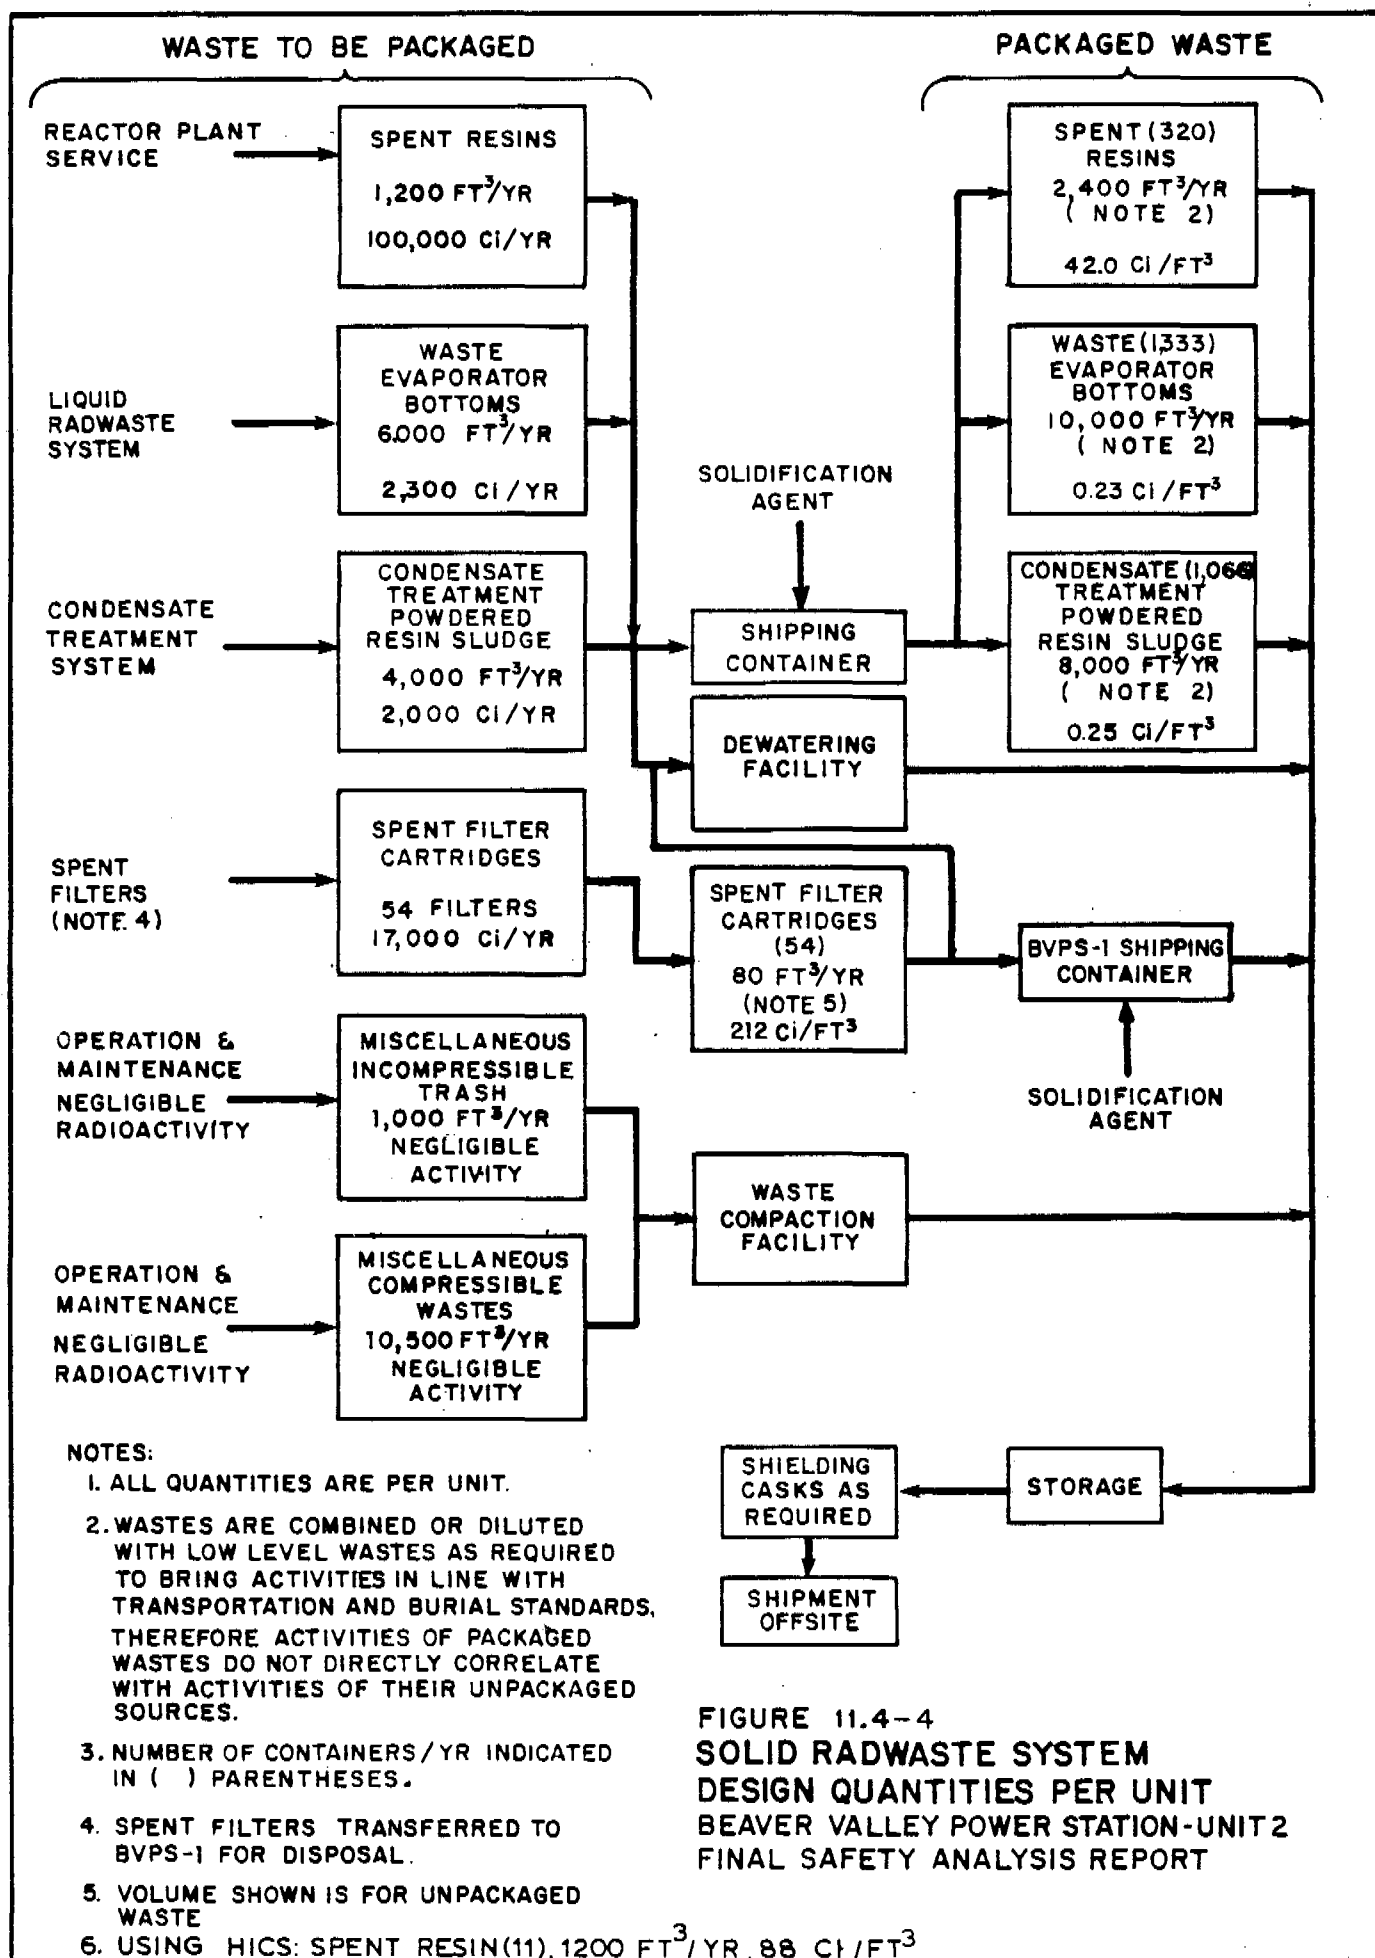 WASTE TO BE PACKAGED
PACKAGED WASTE
REACTOR PLANT
SERVICE
SPENT RESINS
1,200 FT³/YR
100,000 Ci/YR
SPENT (320)
RESINS
2,400 FT³/YR
( NOTE 2)
42.0 Ci/FT³
LIQUID
RADWASTE
SYSTEM
WASTE
EVAPORATOR
BOTTOMS
6000 FT³/YR
2,300 Ci/YR
SOLIDIFICATION
AGENT
WASTE (1333)
EVAPORATOR
BOTTOMS
10,000 FT³/YR
( NOTE 2)
0.23 Ci/FT³
CONDENSATE
TREATMENT
SYSTEM
CONDENSATE
TREATMENT
POWDERED
RESIN SLUDGE
4,000 FT³/YR
2,000 Ci/YR
SHIPPING
CONTAINER
CONDENSATE
TREATMENT
POWDERED
RESIN SLUDGE
8,000 FT³/YR
( NOTE 2)
0.25 Ci/FT³
DEWATERING
FACILITY
SPENT
FILTERS
(NOTE 4)
SPENT FILTER
CARTRIDGES
54 FILTERS
17,000 Ci/YR
SPENT FILTER
CARTRIDGES
(54)
80 FT³/YR
(NOTE 5)
212 Ci/FT³
BVPS-1 SHIPPING
CONTAINER
SOLIDIFICATION
AGENT
OPERATION &
MAINTENANCE
NEGLIGIBLE
RADIOACTIVITY
MISCELLANEOUS
INCOMPRESSIBLE
TRASH
1,000 FT³/YR
NEGLIGIBLE
ACTIVITY
WASTE
COMPACTION
FACILITY
OPERATION &
MAINTENANCE
NEGLIGIBLE
RADIOACTIVITY
MISCELLANEOUS
COMPRESSIBLE
WASTES
10,500 FT³/YR
NEGLIGIBLE
ACTIVITY
SHIELDING
CASKS AS
REQUIRED
STORAGE
SHIPMENT
OFFSITE
NOTES:
1. ALL QUANTITIES ARE PER UNIT.
2. WASTES ARE COMBINED OR DILUTED
WITH LOW LEVEL WASTES AS REQUIRED
TO BRING ACTIVITIES IN LINE WITH
TRANSPORTATION AND BURIAL STANDARDS,
THEREFORE ACTIVITIES OF PACKAGED
WASTES DO NOT DIRECTLY CORRELATE
WITH ACTIVITIES OF THEIR UNPACKAGED
SOURCES.
3. NUMBER OF CONTAINERS/YR INDICATED
IN ( ) PARENTHESES.
4. SPENT FILTERS TRANSFERRED TO
BVPS-1 FOR DISPOSAL.
5. VOLUME SHOWN IS FOR UNPACKAGED
WASTE
6. USING HICS: SPENT RESIN(11), 1200 FT³/YR, 88 CI/FT³
FIGURE 11.4-4
SOLID RADWASTE SYSTEM
DESIGN QUANTITIES PER UNIT
BEAVER VALLEY POWER STATION-UNIT 2
FINAL SAFETY ANALYSIS REPORT